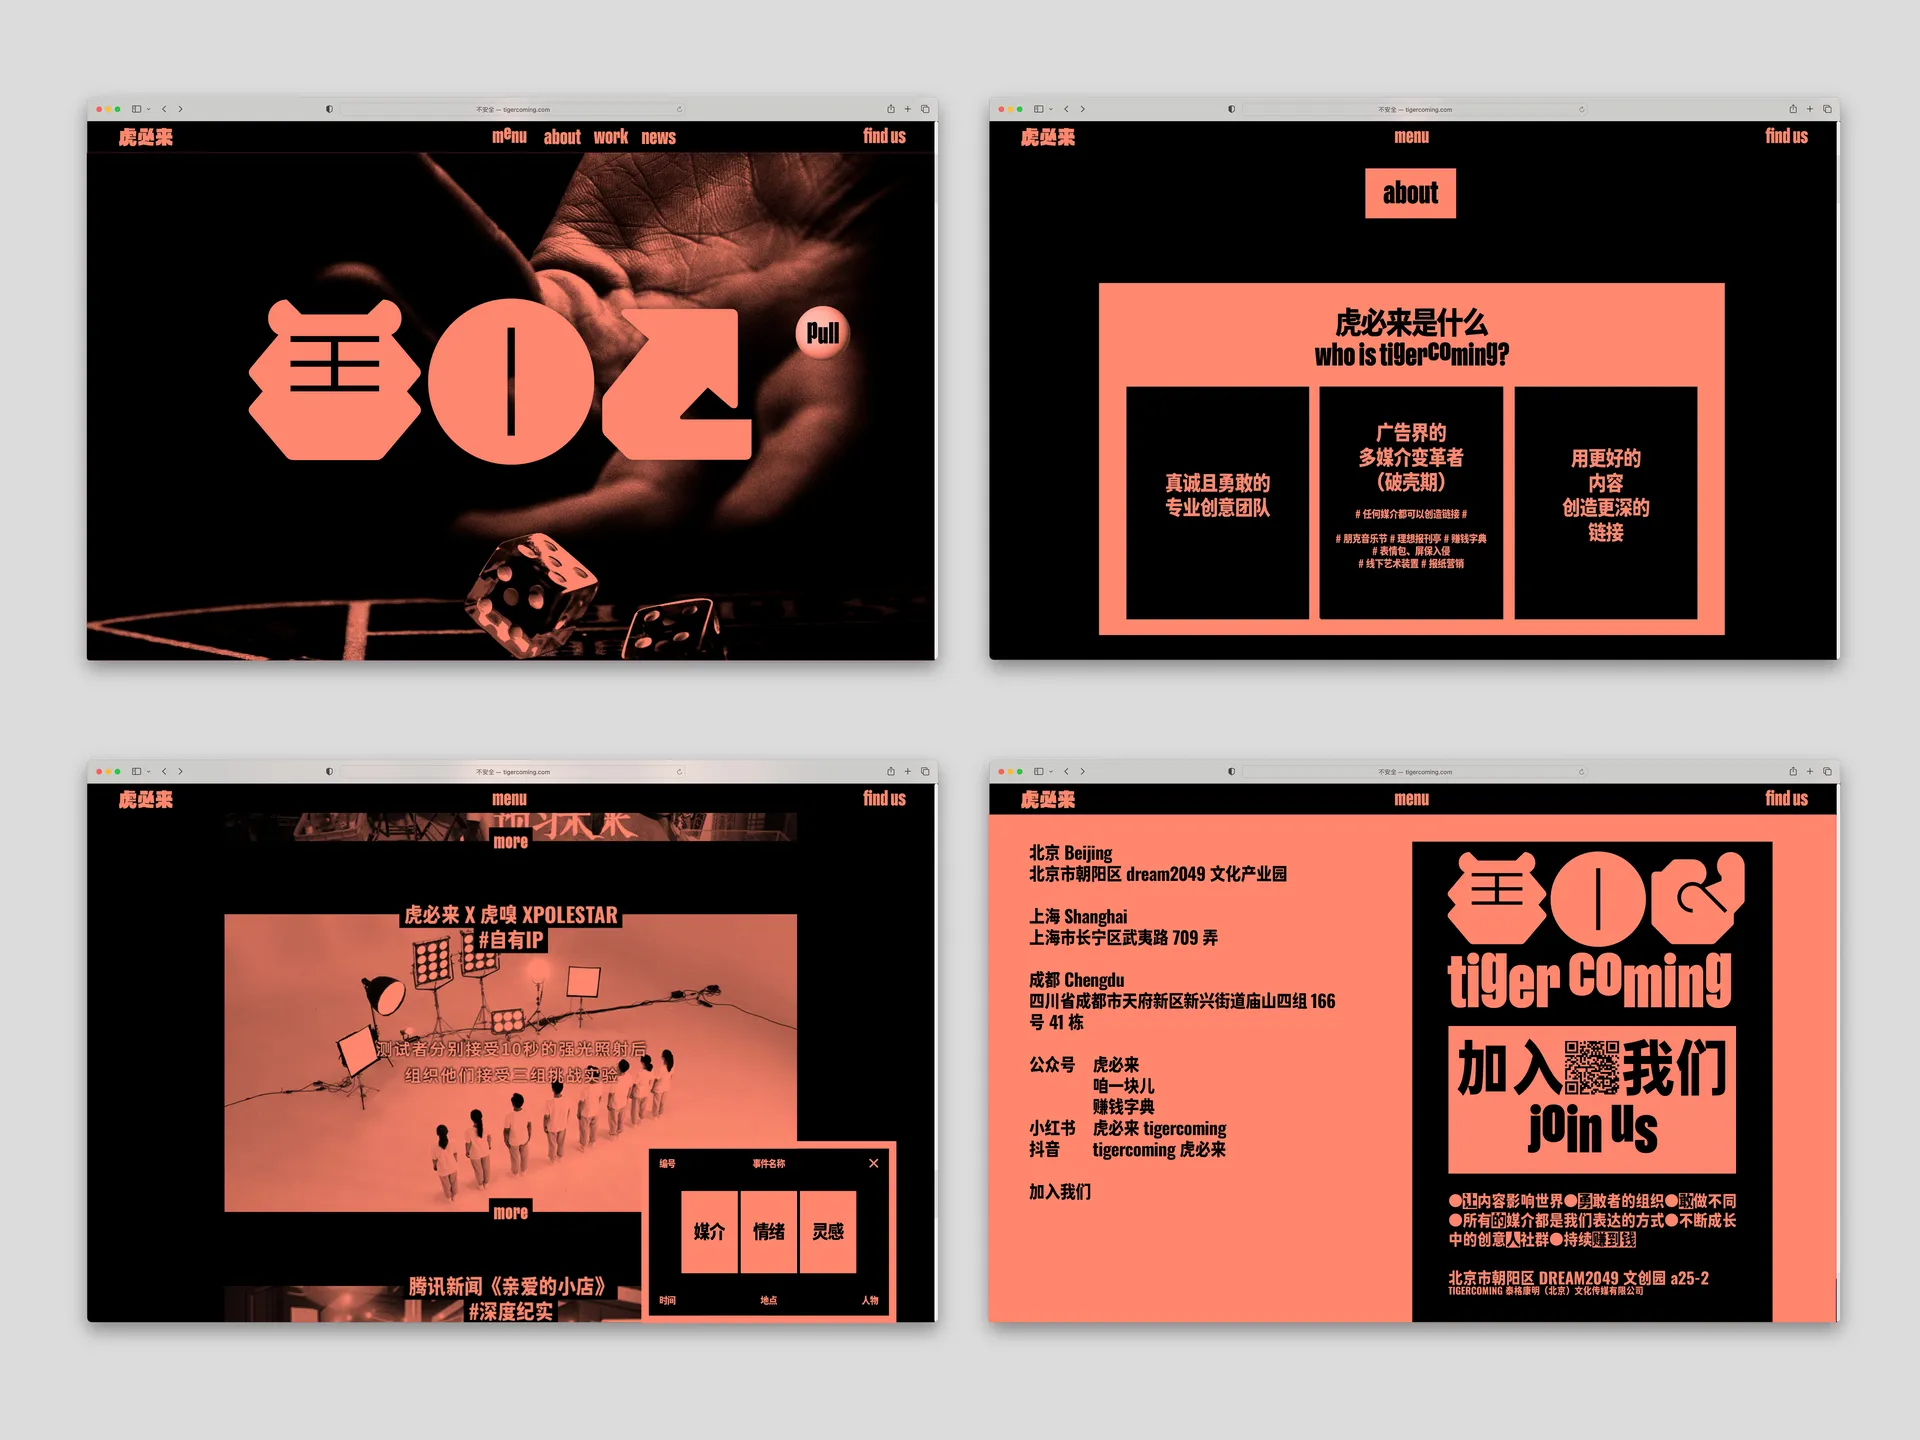 不安全 — tigercoming.com
虎必来
menu about work news
find us
王
Pull
不安全 — tigercoming.com
虎必来
menu
find us
about
虎必来是什么
who is tigercoming?
真诚且勇敢的
专业创意团队
广告界的
多媒介变革者
（破壳期）
# 任何媒介都可以创造链接 #
# 朋克音乐节 # 理想报刊亭 # 赚钱字典
# 表情包、屏保入侵
# 线下艺术装置 # 报纸营销
用更好的
内容
创造更深的
链接
不安全 — tigercoming.com
虎必来
menu
find us
more
虎必来 X 虎嗅 XPOLESTAR
#自有IP
测试者分别接受10秒的强光照射后
组织他们接受三组挑战实验
more
腾讯新闻《亲爱的小店》
#深度纪实
编号
事件名称
媒介
情绪
灵感
时间
地点
人物
不安全 — tigercoming.com
虎必来
menu
find us
北京 Beijing
北京市朝阳区 dream2049 文化产业园
上海 Shanghai
上海市长宁区武夷路 709 弄
成都 Chengdu
四川省成都市天府新区新兴街道庙山四组 166
号 41 栋
公众号 虎必来
咱一块儿
赚钱字典
小红书 虎必来 tigercoming
抖音 tigercoming 虎必来
加入我们
王
tiger coming
加入我们
join us
●让内容影响世界●勇敢者的组织●敢做不同
●所有的媒介都是我们表达的方式●不断成长
中的创意人社群●持续赚到钱
北京市朝阳区 DREAM2049 文创园 a25-2
TIGERCOMING 泰格康明（北京）文化传媒有限公司